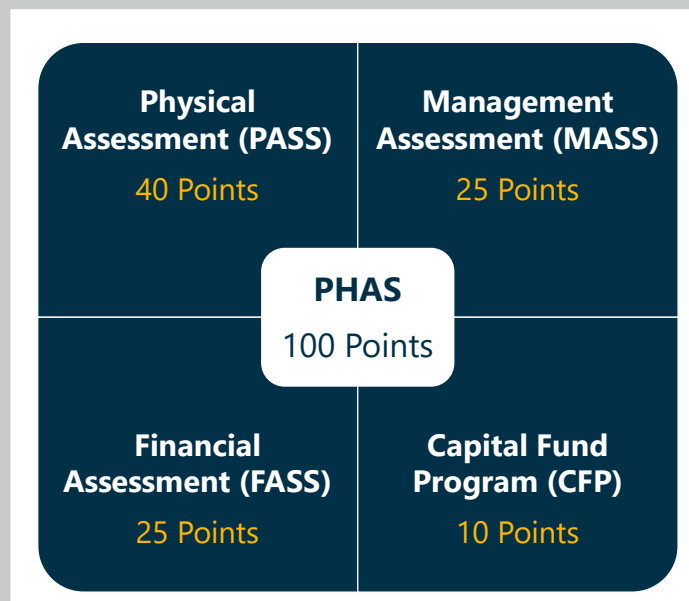 Physical
Assessment (PASS)
40 Points
Management
Assessment (MASS)
25 Points
PHAS
100 Points
Financial
Assessment (FASS)
25 Points
Capital Fund
Program (CFP)
10 Points